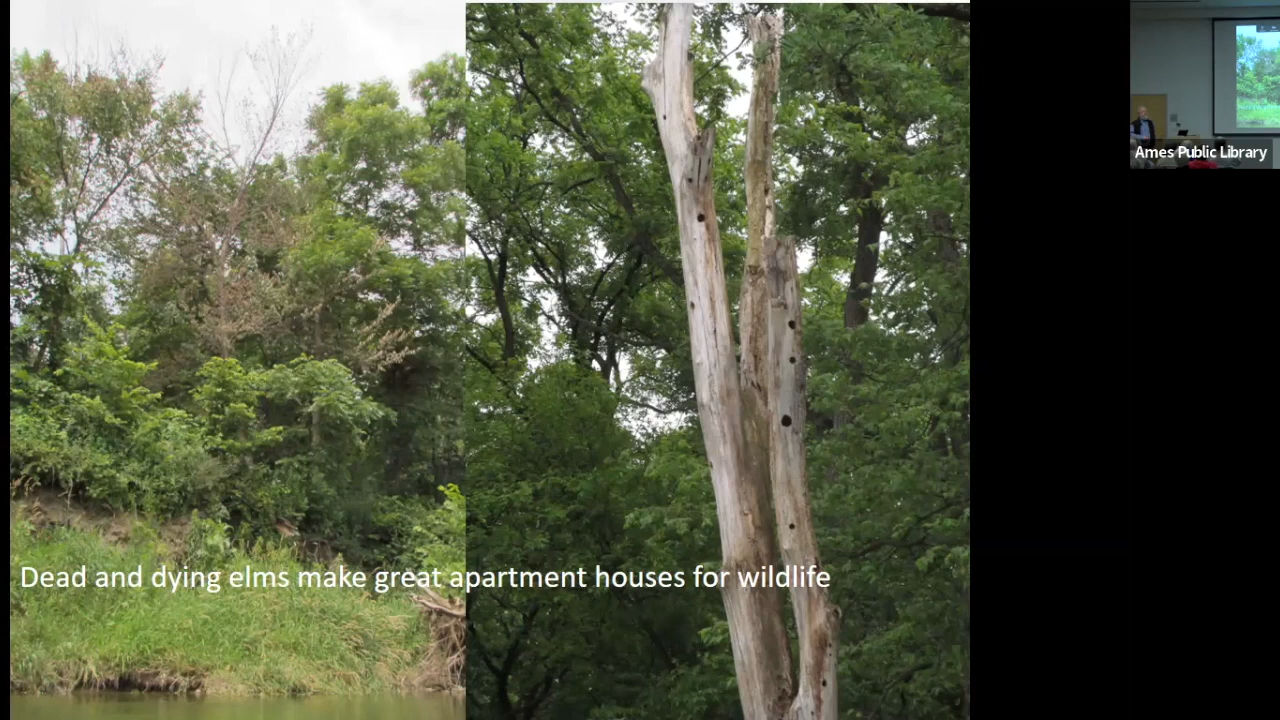 Dead and dying elms make great apartment houses for wildlife
Ames Public Library